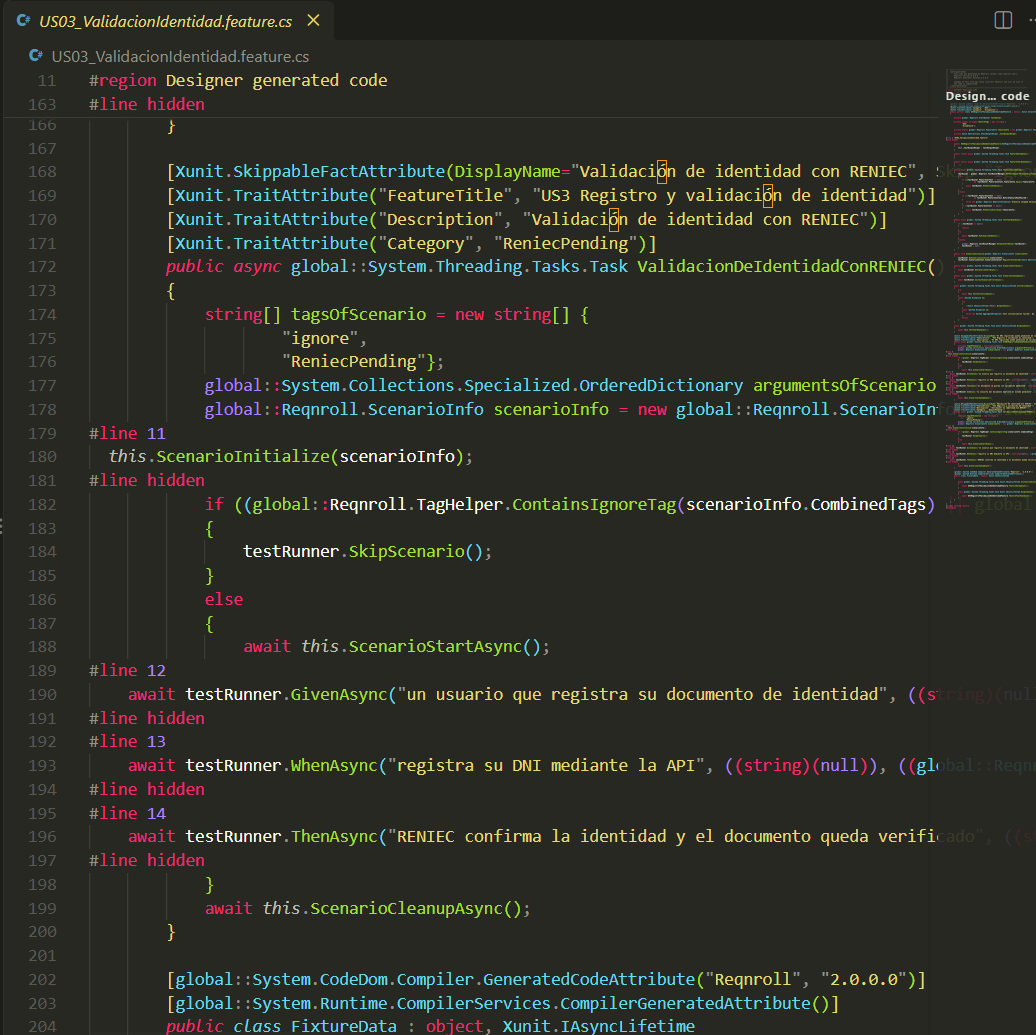 US03_ValidacionIdentidad.feature.cs
US03_ValidacionIdentidad.feature.cs
11 #region Designer generated code
163 #line hidden
166 }
167
168 [Xunit.SkippableFactAttribute(DisplayName="Validación de identidad con RENIEC",
169 [Xunit.TraitAttribute("FeatureTitle", "US3 Registro y validación de identidad")]
170 [Xunit.TraitAttribute("Description", "Validación de identidad con RENIEC")]
171 [Xunit.TraitAttribute("Category", "ReniecPending")]
172 public async global::System.Threading.Tasks.Task ValidacionDeIdentidadConRENIEC()
173 {
174 string[] tagsOfScenario = new string[] {
175 "ignore",
176 "ReniecPending"};
177 global::System.Collections.Specialized.OrderedDictionary argumentsOfScenario
178 global::Reqnroll.ScenarioInfo scenarioInfo = new global::Reqnroll.ScenarioInfo
179 #line 11
180 this.ScenarioInitialize(scenarioInfo);
181 #line hidden
182 if ((global::Reqnroll.TagHelper.ContainsIgnoreTag(scenarioInfo.CombinedTags) || global
183 {
184 testRunner.SkipScenario();
185 }
186 else
187 {
188 await this.ScenarioStartAsync();
189 #line 12
190 await testRunner.GivenAsync("un usuario que registra su documento de identidad", ((string)(null
191 #line hidden
192 #line 13
193 await testRunner.WhenAsync("registra su DNI mediante la API", ((string)(null)), ((global::Reqn
194 #line hidden
195 #line 14
196 await testRunner.ThenAsync("RENIEC confirma la identidad y el documento queda verificado", ((s
197 #line hidden
198 }
199 await this.ScenarioCleanupAsync();
200 }
201
202 [global::System.CodeDom.Compiler.GeneratedCodeAttribute("Reqnroll", "2.0.0.0")]
203 [global::System.Runtime.CompilerServices.CompilerGeneratedAttribute()]
204 public class FixtureData : object, Xunit.IAsyncLifetime
Design… code